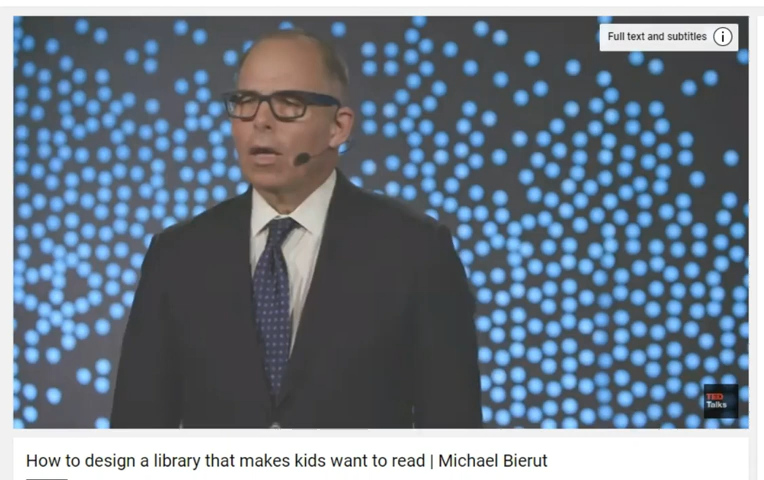 Full text and subtitles
TED
Talks
How to design a library that makes kids want to read | Michael Bierut